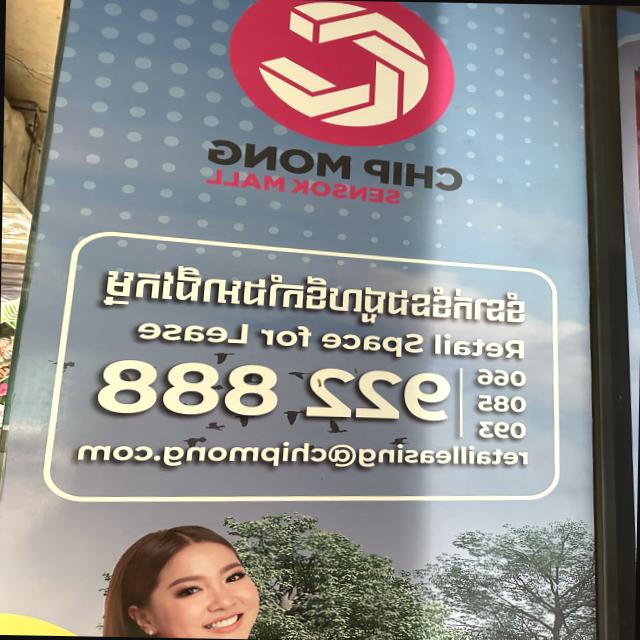 CHIP MONG
SENSOK MALL
ទំនាក់ទំនងជួលទីតាំងអាជីវកម្ម
Retail Space for Lease
066
085
093
922 888
retailleasing@chipmong.com